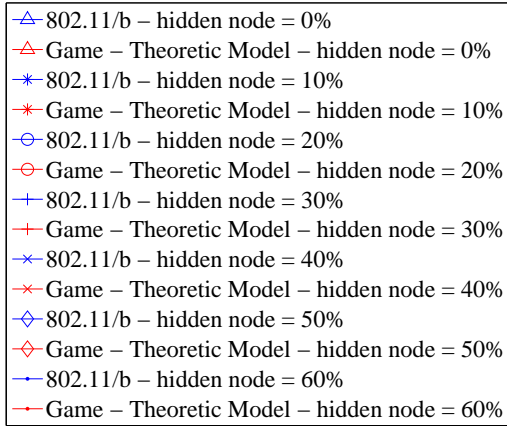 802.11/b – hidden node = 0%
Game – Theoretic Model – hidden node = 0%
802.11/b – hidden node = 10%
Game – Theoretic Model – hidden node = 10%
802.11/b – hidden node = 20%
Game – Theoretic Model – hidden node = 20%
802.11/b – hidden node = 30%
Game – Theoretic Model – hidden node = 30%
802.11/b – hidden node = 40%
Game – Theoretic Model – hidden node = 40%
802.11/b – hidden node = 50%
Game – Theoretic Model – hidden node = 50%
802.11/b – hidden node = 60%
Game – Theoretic Model – hidden node = 60%